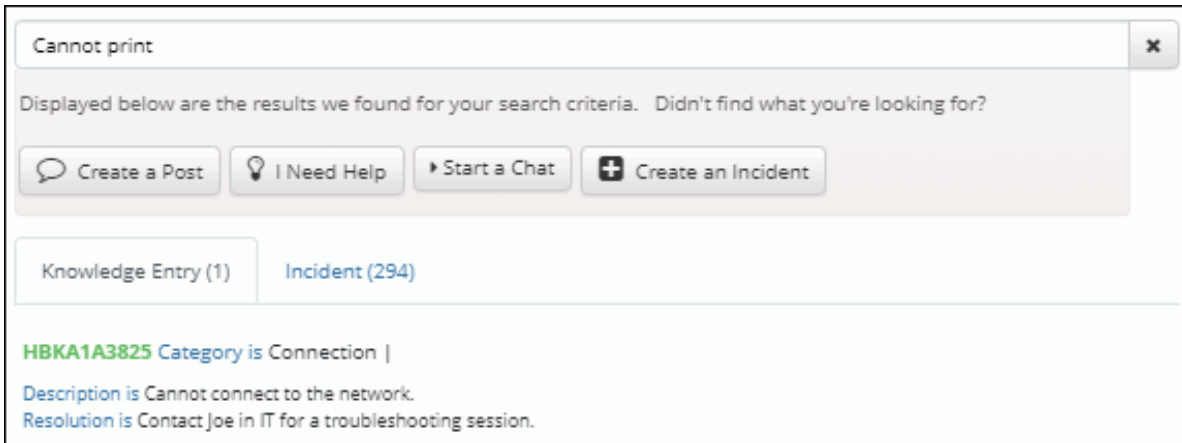 Cannot print
Displayed below are the results we found for your search criteria. Didn't find what you're looking for?
Create a Post I Need Help Start a Chat Create an Incident
Knowledge Entry (1) Incident (294)
HBKA1A3825 Category is Connection |
Description is Cannot connect to the network.
Resolution is Contact Joe in IT for a troubleshooting session.